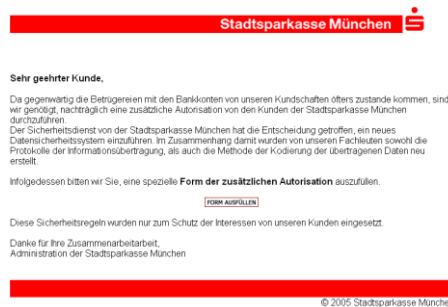 Stadtsparkasse München
Sehr geehrter Kunde,
Da gegenwärtig die Betrügereien mit den Bankkonten von unseren Kundschaften öfters zustande kommen, sind
wir genötigt, nachträglich eine zusätzliche Autorisation von den Kunden der Stadtsparkasse München
durchzuführen.
Der Sicherheitsdienst von der Stadtsparkasse München hat die Entscheidung getroffen, ein neues
Datensicherheitssystem einzuführen. Im Zusammenhang damit wurden von unseren Fachleuten sowohl die
Protokolle der Informationsübertragung, als auch die Methode der Kodierung der übertragenen Daten neu
erstellt.
Infolgedessen bitten wir Sie, eine spezielle Form der zusätzlichen Autorisation auszufüllen.
FORM AUSFÜLLEN
Diese Sicherheitsregeln wurden nur zum Schutz der Interessen von unseren Kunden eingesetzt.
Danke für Ihre Zusammenarbeitarbeit,
Administration der Stadtsparkasse München
© 2005 Stadtsparkasse Münche